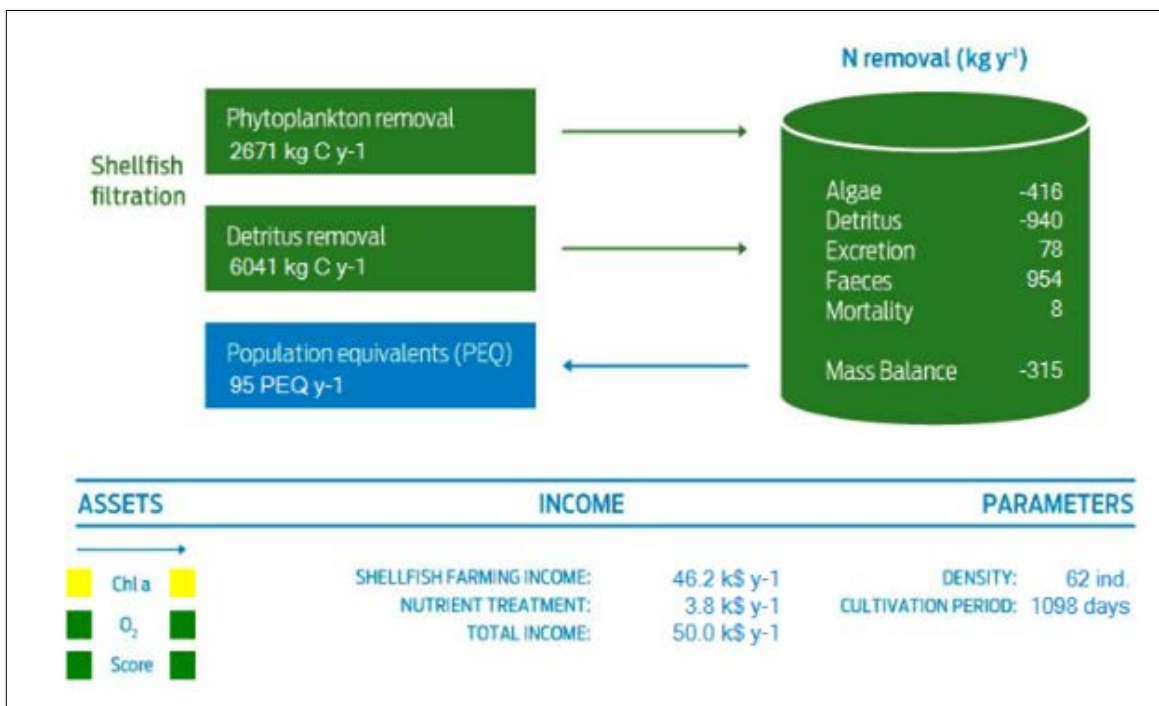 N removal (kg y⁻¹)
Phytoplankton removal
2671 kg C y-1
Shellfish
filtration
Detritus removal
6041 kg C y-1
Population equivalents (PEQ)
95 PEQ y-1
Algae -416
Detritus -940
Excretion 78
Faeces 954
Mortality 8
Mass Balance -315
ASSETS INCOME PARAMETERS
Chl a
O₂
Score
SHELLFISH FARMING INCOME: 46.2 k$ y-1
NUTRIENT TREATMENT: 3.8 k$ y-1
TOTAL INCOME: 50.0 k$ y-1
DENSITY: 62 ind.
CULTIVATION PERIOD: 1098 days